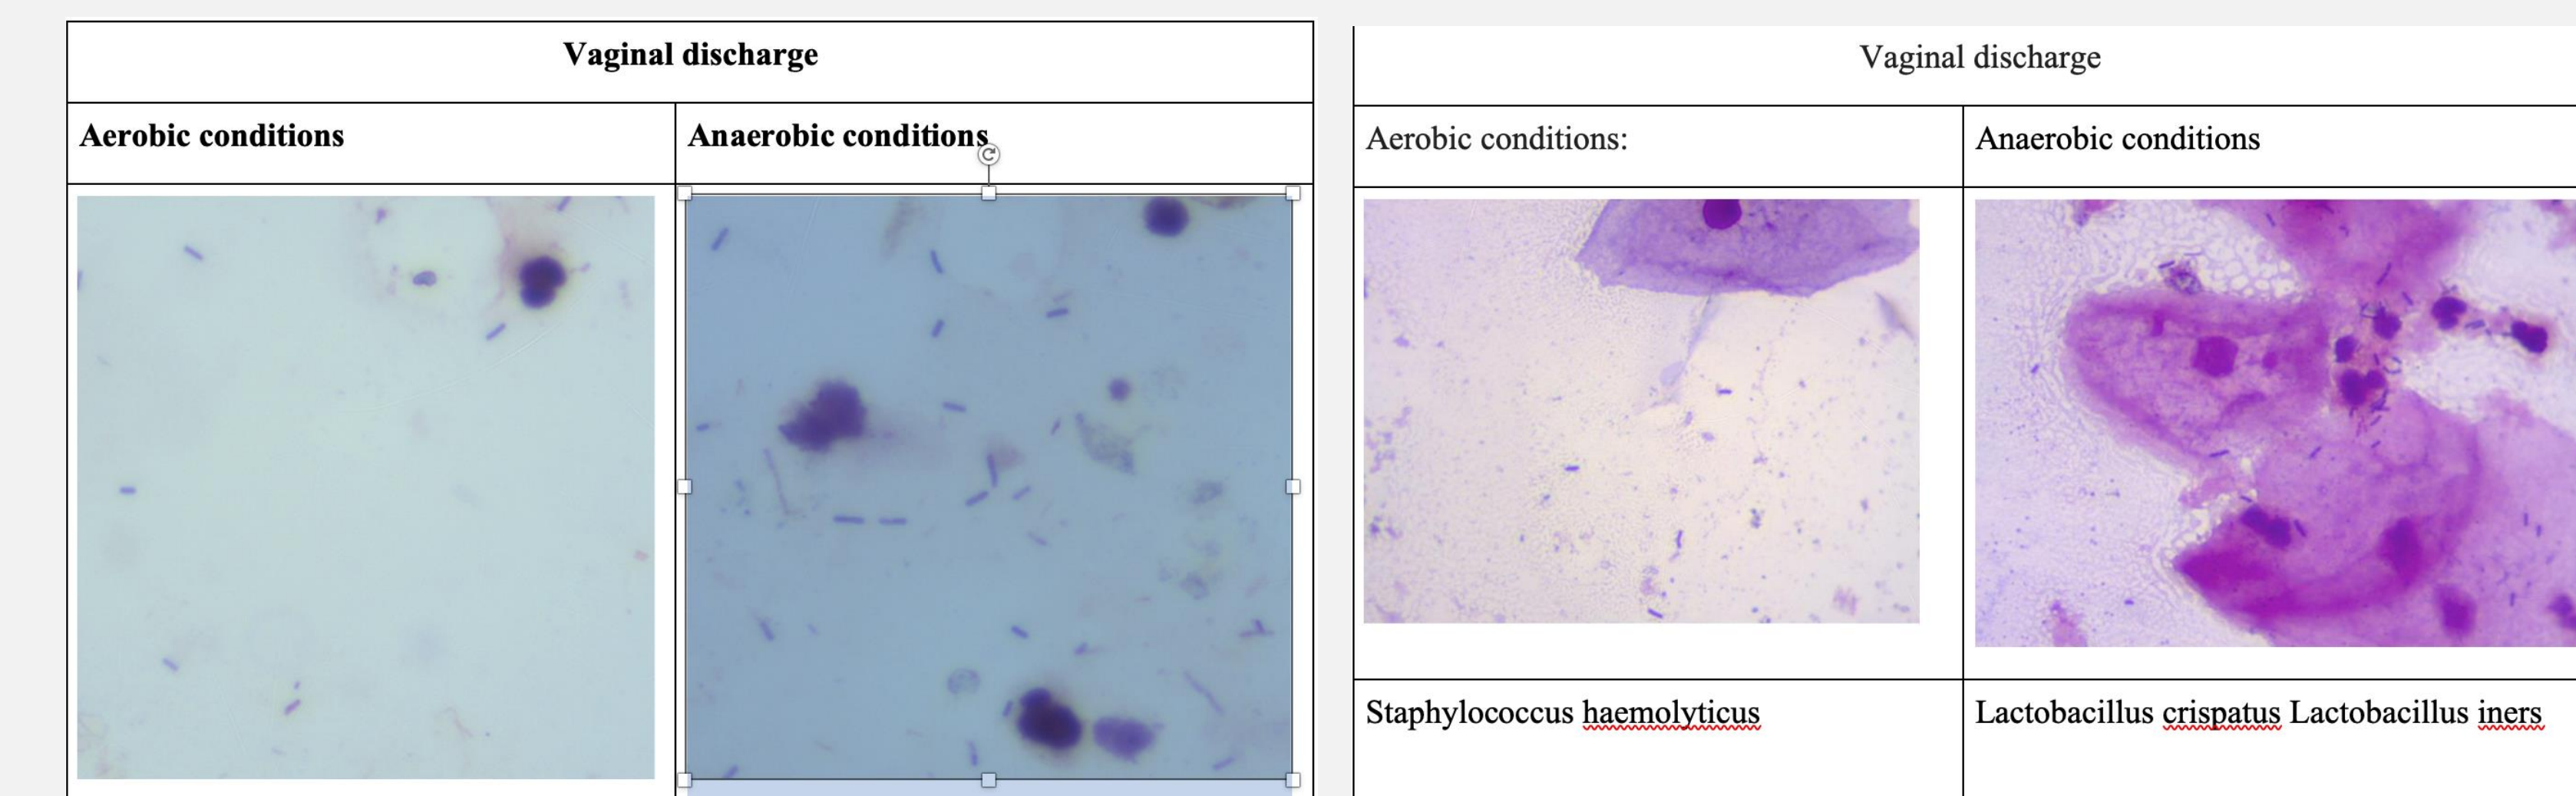 Vaginal discharge
Aerobic conditions
Anaerobic conditions
Vaginal discharge
Aerobic conditions:
Anaerobic conditions
Staphylococcus haemolyticus
Lactobacillus crispatus Lactobacillus iners